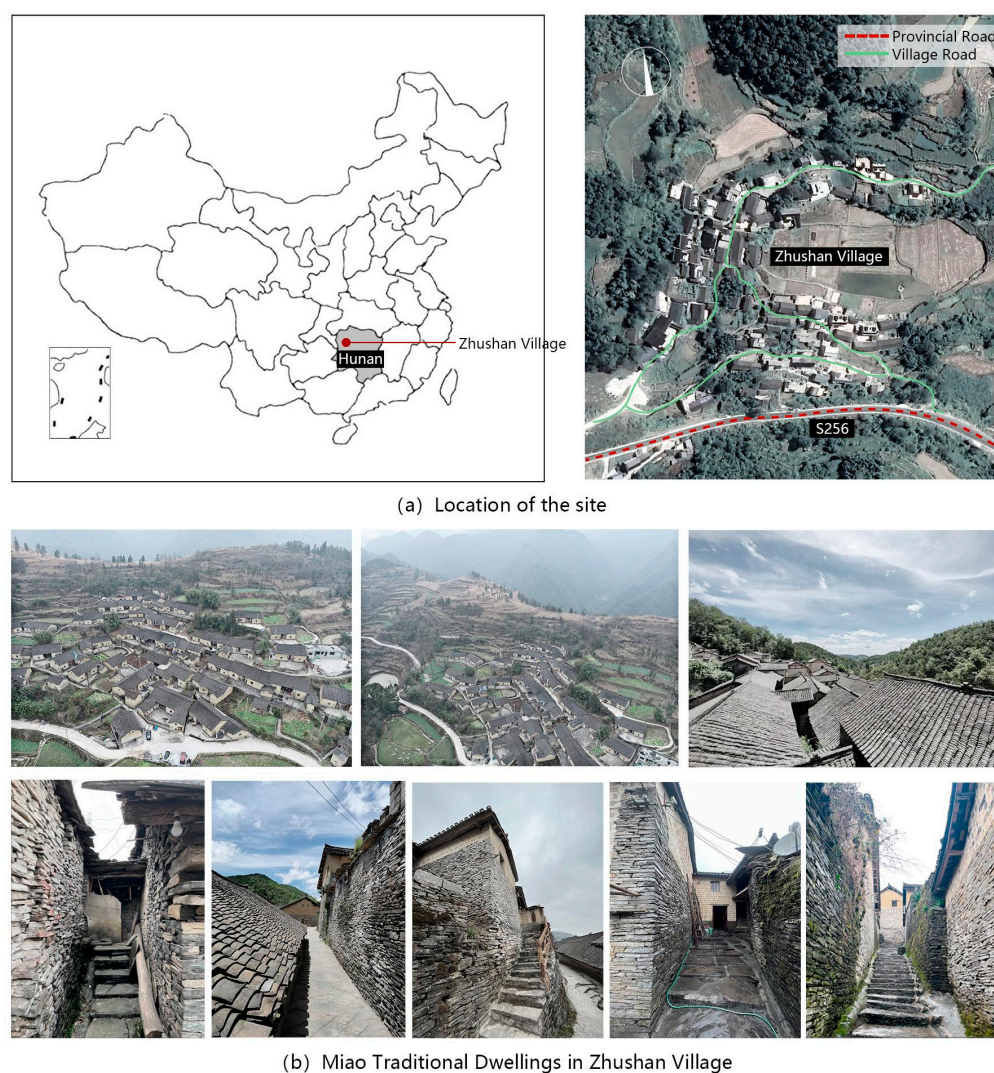 Provincial Road
Village Road
Zhushan Village
Zhushan Village
Hunan
S256
(a) Location of the site
(b) Miao Traditional Dwellings in Zhushan Village